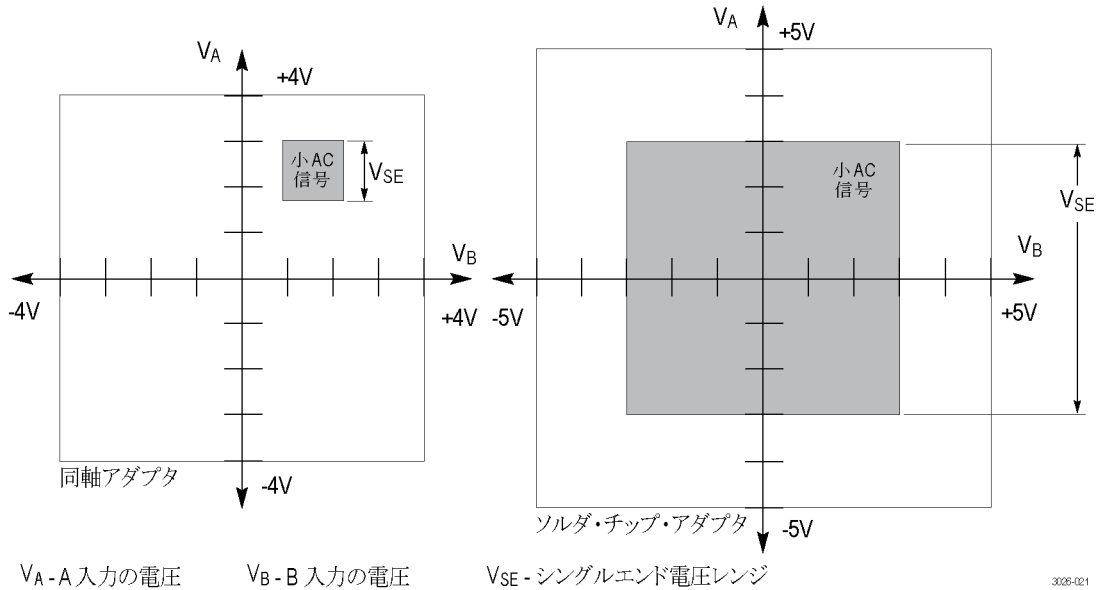 VA
+4V
小AC
信号
VSE
VB
-4V
+4V
-4V
同軸アダプタ
VA
+5V
小AC
信号
VSE
VB
-5V
+5V
-5V
ソルダ・チップ・アダプタ
VA - A 入力の電圧
VB - B 入力の電圧
VSE - シングルエンド電圧レンジ
3026-021